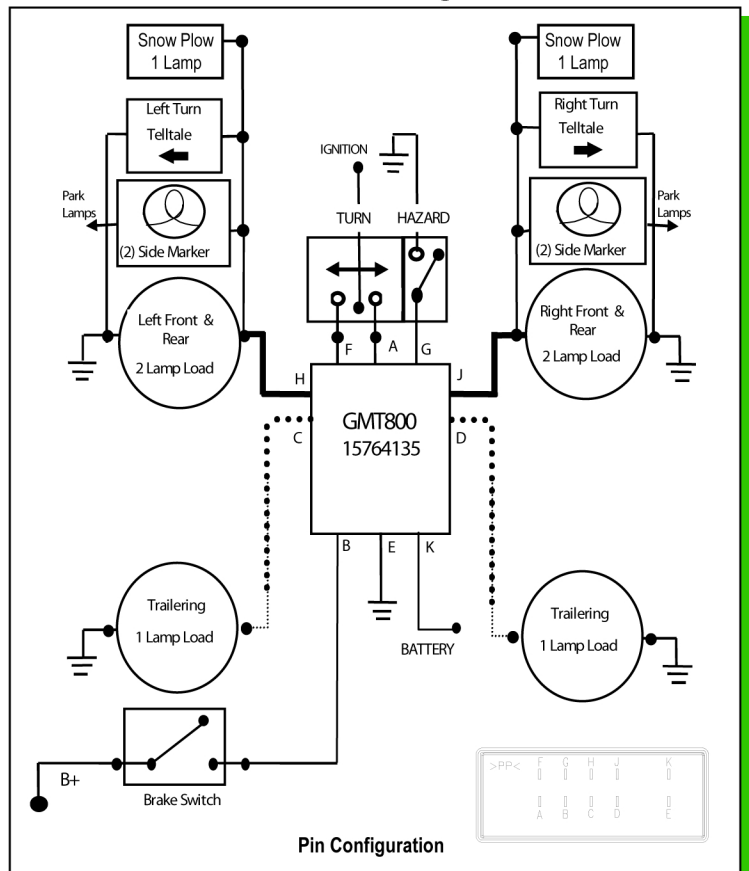 Snow Plow
1 Lamp
Snow Plow
1 Lamp
Left Turn
Telltale
Right Turn
Telltale
IGNITION
Park
Lamps
Park
Lamps
TURN
HAZARD
(2) Side Marker
(2) Side Marker
Left Front &
Rear
2 Lamp Load
Right Front &
Rear
2 Lamp Load
F
A
G
H
J
C
D
GMT800
15764135
B
E
K
Trailering
1 Lamp Load
Trailering
1 Lamp Load
BATTERY
B+
Brake Switch
>PP< F G H J K
A B C D E
Pin Configuration